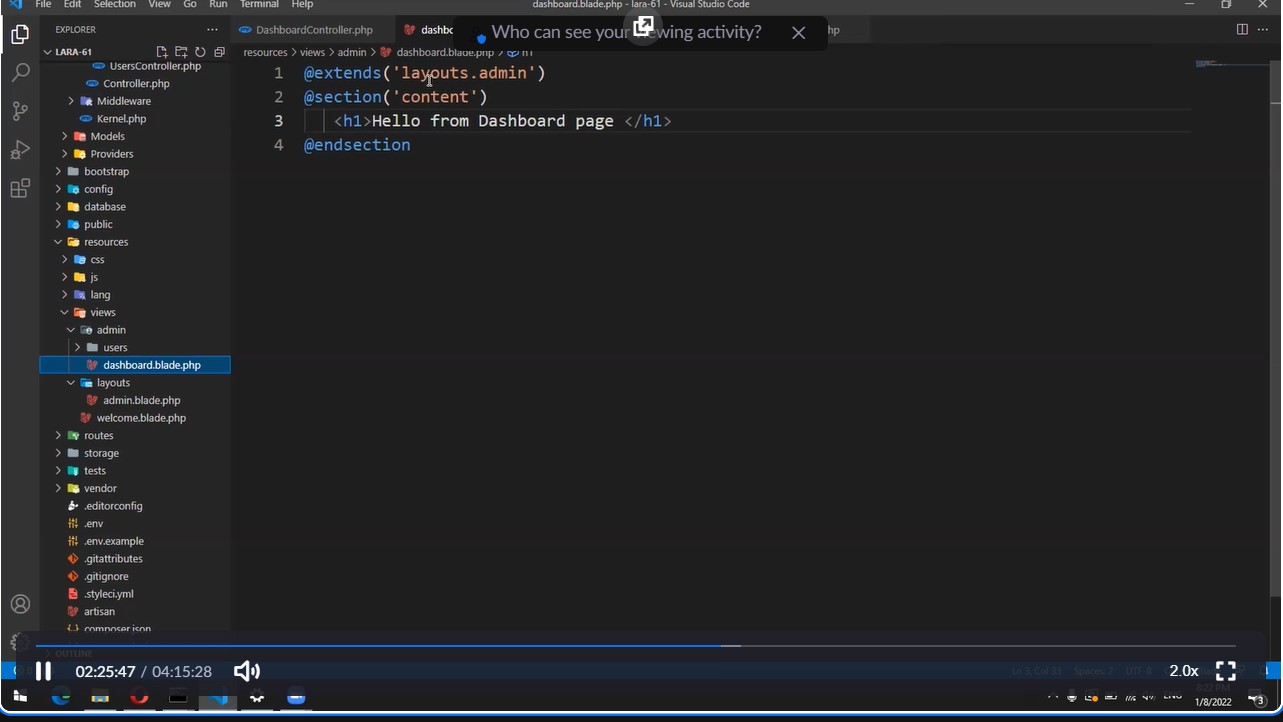 File Edit Selection View Go Run Terminal Help
dashboard.blade.php - lara-61 - Visual Studio Code
EXPLORER
DashboardController.php
Who can see your viewing activity?
LARA-61
resources > views > admin > dashboard.blade.php > h1
UsersController.php
Controller.php
Middleware
Kernel.php
Models
Providers
bootstrap
config
database
public
resources
css
js
lang
views
admin
users
dashboard.blade.php
layouts
admin.blade.php
welcome.blade.php
routes
storage
tests
vendor
.editorconfig
.env
.env.example
.gitattributes
.gitignore
.styleci.yml
artisan
composer.json
OUTLINE
1 @extends('layouts.admin')
2 @section('content')
3 <h1>Hello from Dashboard page </h1>
4 @endsection
02:25:47 / 04:15:28
2.0x
Ln 3, Col 33 Spaces: 2 UTF-8
ENG
8:22 PM
1/8/2022
3